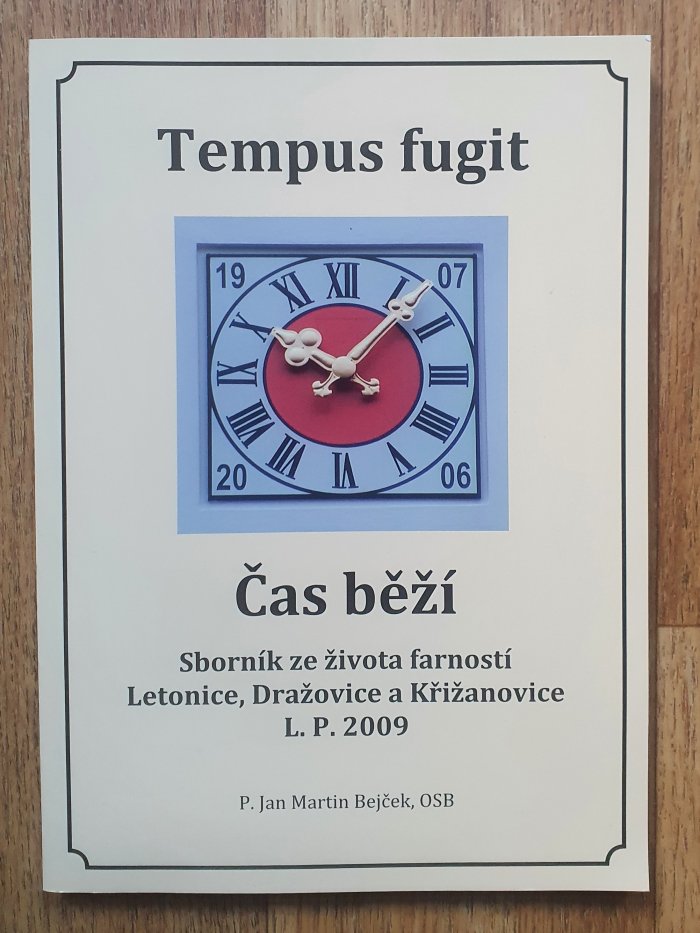 Tempus fugit
19 07
XII
XI I
X II
IX III
VIII IIII
VII V
VI
20 06
Čas běží
Sborník ze života farností
Letonice, Dražovice a Křižanovice
L. P. 2009
P. Jan Martin Bejček, OSB